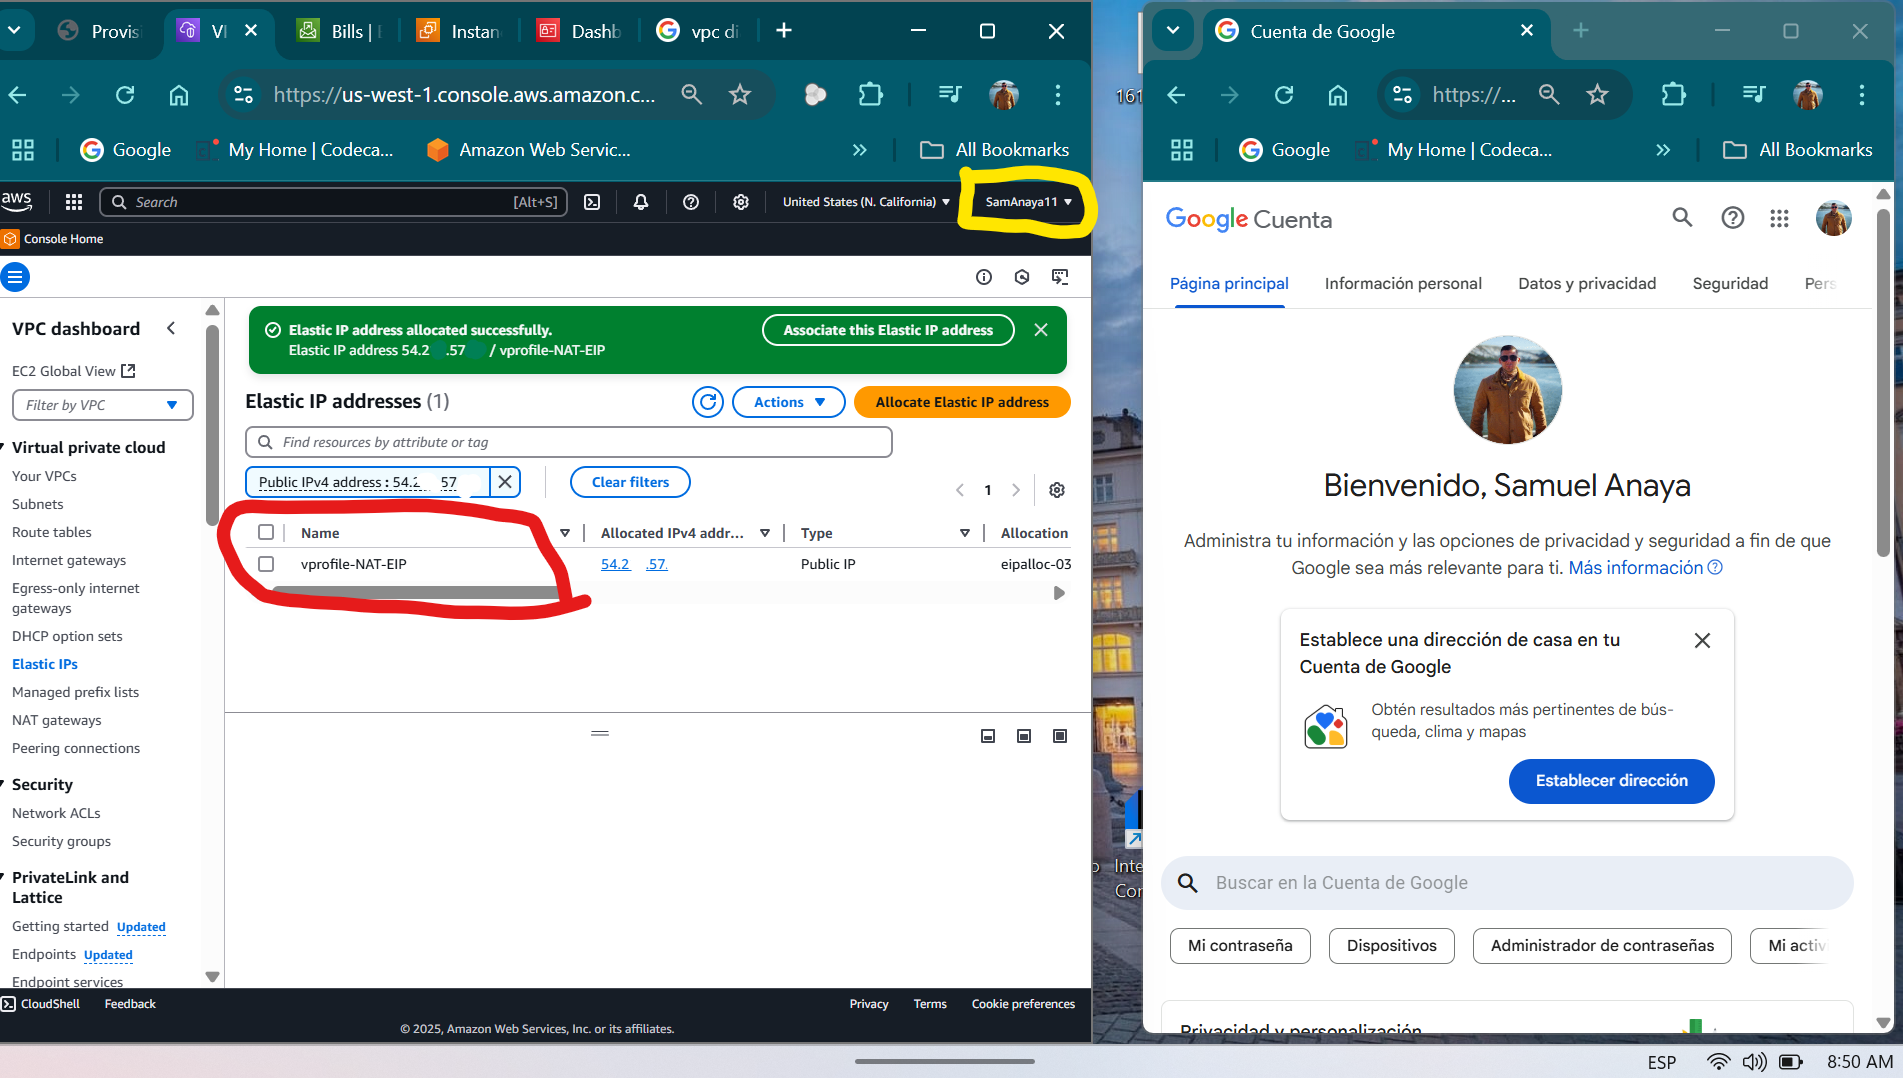 Provisi
VI
Bills | E
Instanc
Dashb
vpc di
https://us-west-1.console.aws.amazon.c...
Google
My Home | Codeca...
Amazon Web Servic...
»
All Bookmarks
aws
Search
[Alt+S]
United States (N. California)
SamAnaya11
Console Home
VPC dashboard
EC2 Global View
Filter by VPC
Virtual private cloud
Your VPCs
Subnets
Route tables
Internet gateways
Egress-only internet
gateways
DHCP option sets
Elastic IPs
Managed prefix lists
NAT gateways
Peering connections
Security
Network ACLs
Security groups
PrivateLink and
Lattice
Getting started Updated
Endpoints Updated
Endpoint services
Elastic IP address allocated successfully.
Elastic IP address 54.2 .57 / vprofile-NAT-EIP
Associate this Elastic IP address
Elastic IP addresses (1)
Actions
Allocate Elastic IP address
Find resources by attribute or tag
Public IPv4 address : 54.2 57
Clear filters
1
Name
Allocated IPv4 addr...
Type
Allocation
vprofile-NAT-EIP
54.2 .57.
Public IP
eipalloc-03
CloudShell
Feedback
Privacy
Terms
Cookie preferences
© 2025, Amazon Web Services, Inc. or its affiliates.
161
Inte
Cor
Cuenta de Google
https://...
Google
My Home | Codeca...
»
All Bookmarks
Google Cuenta
Página principal
Información personal
Datos y privacidad
Seguridad
Pers
Bienvenido, Samuel Anaya
Administra tu información y las opciones de privacidad y seguridad a fin de que
Google sea más relevante para ti. Más información
Establece una dirección de casa en tu
Cuenta de Google
Obtén resultados más pertinentes de bús-
queda, clima y mapas
Establecer dirección
Buscar en la Cuenta de Google
Mi contraseña
Dispositivos
Administrador de contraseñas
Mi activ
Privacidad y personalización
ESP
8:50 AM